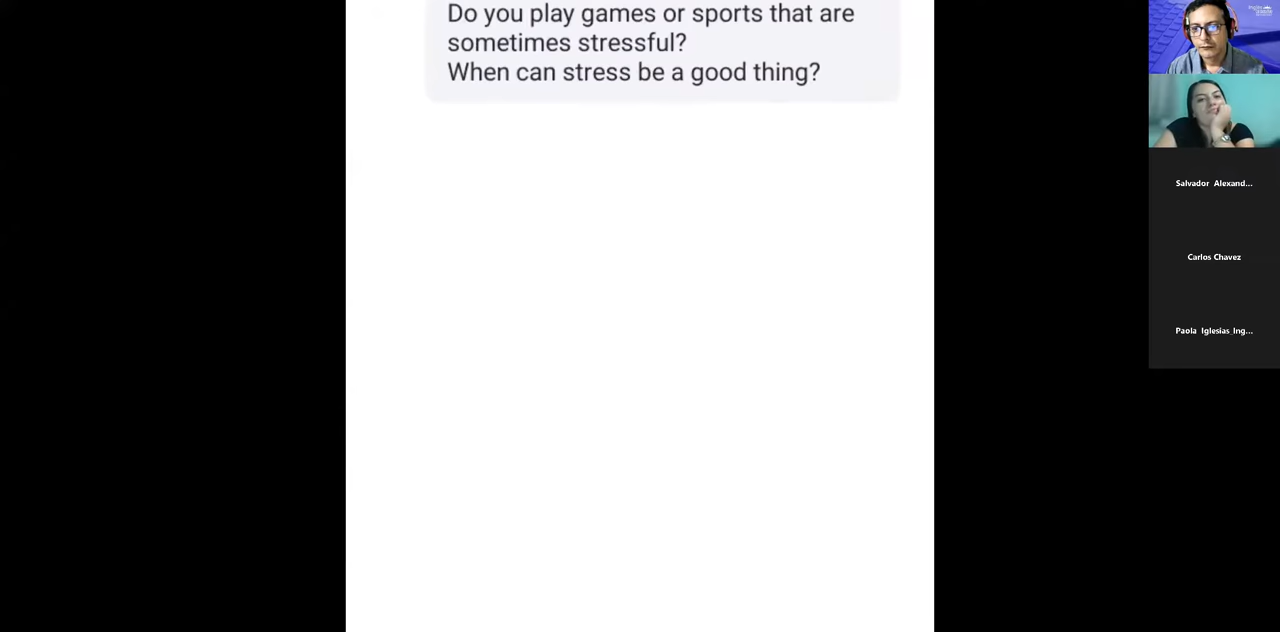 Do you play games or sports that are
sometimes stressful?
When can stress be a good thing?
Salvador Alexand...
Carlos Chavez
Paola Iglesias Ing...